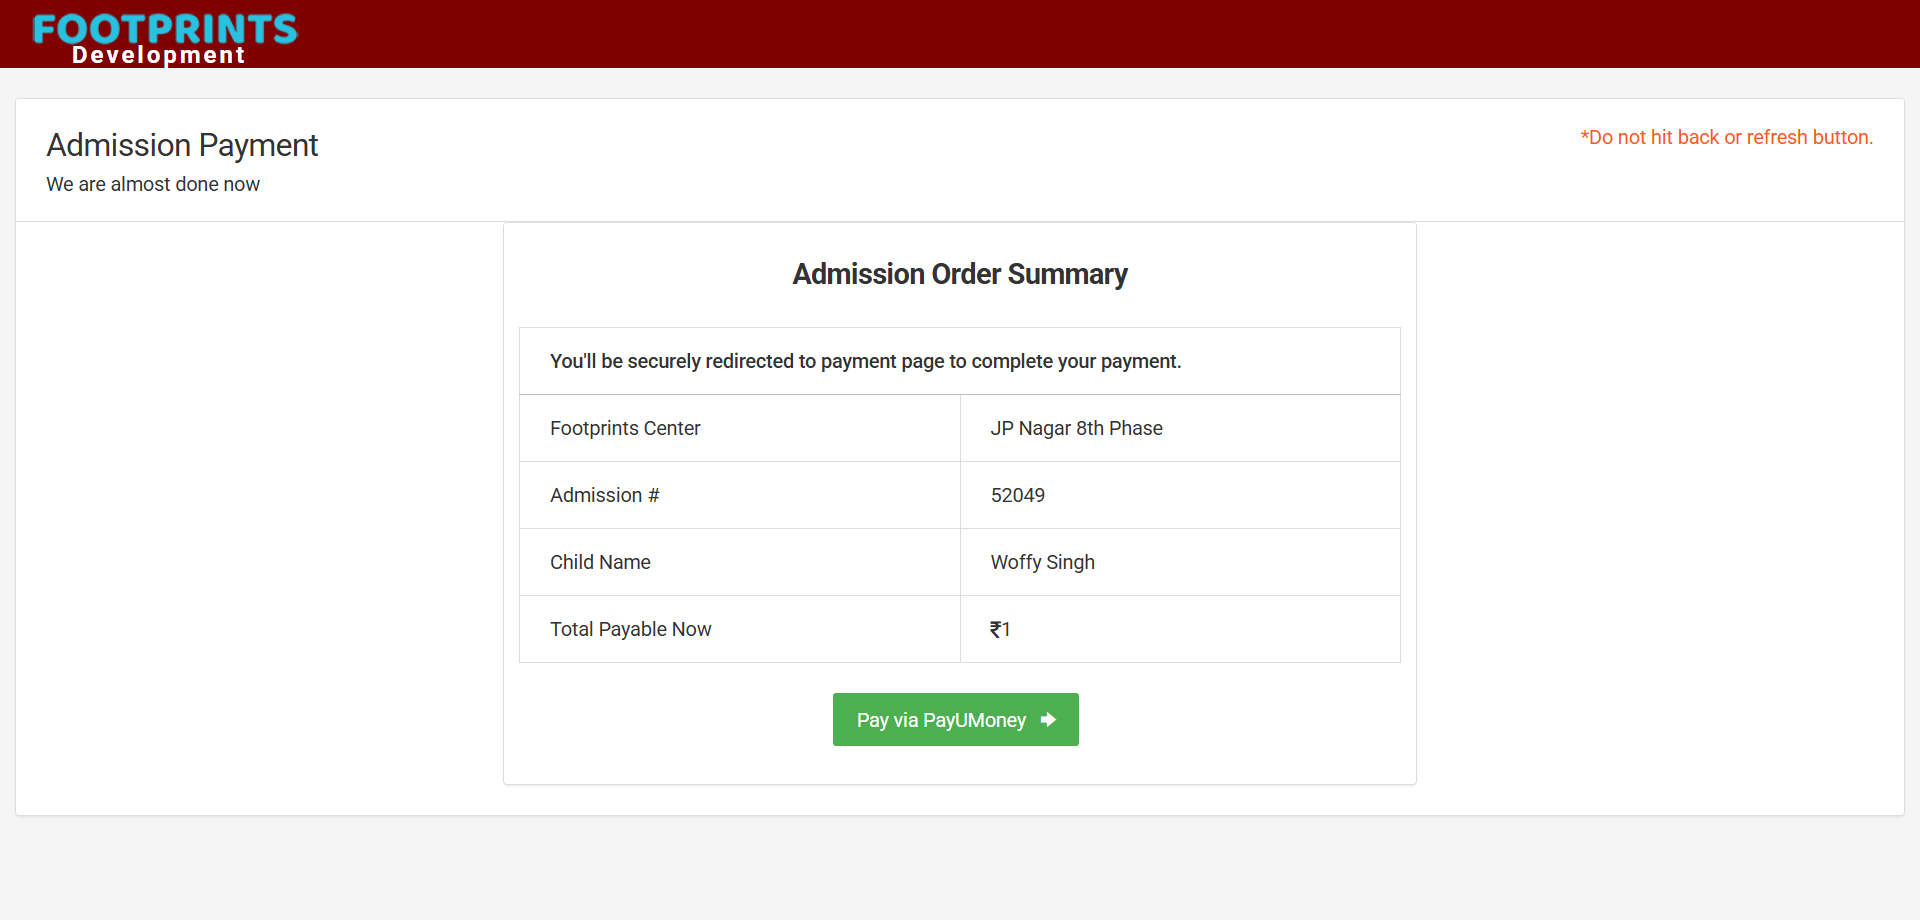 FOOTPRINTS
Development
Admission Payment
We are almost done now
*Do not hit back or refresh button.
Admission Order Summary
You'll be securely redirected to payment page to complete your payment.
Footprints Center JP Nagar 8th Phase
Admission # 52049
Child Name Woffy Singh
Total Payable Now ₹1
Pay via PayUMoney